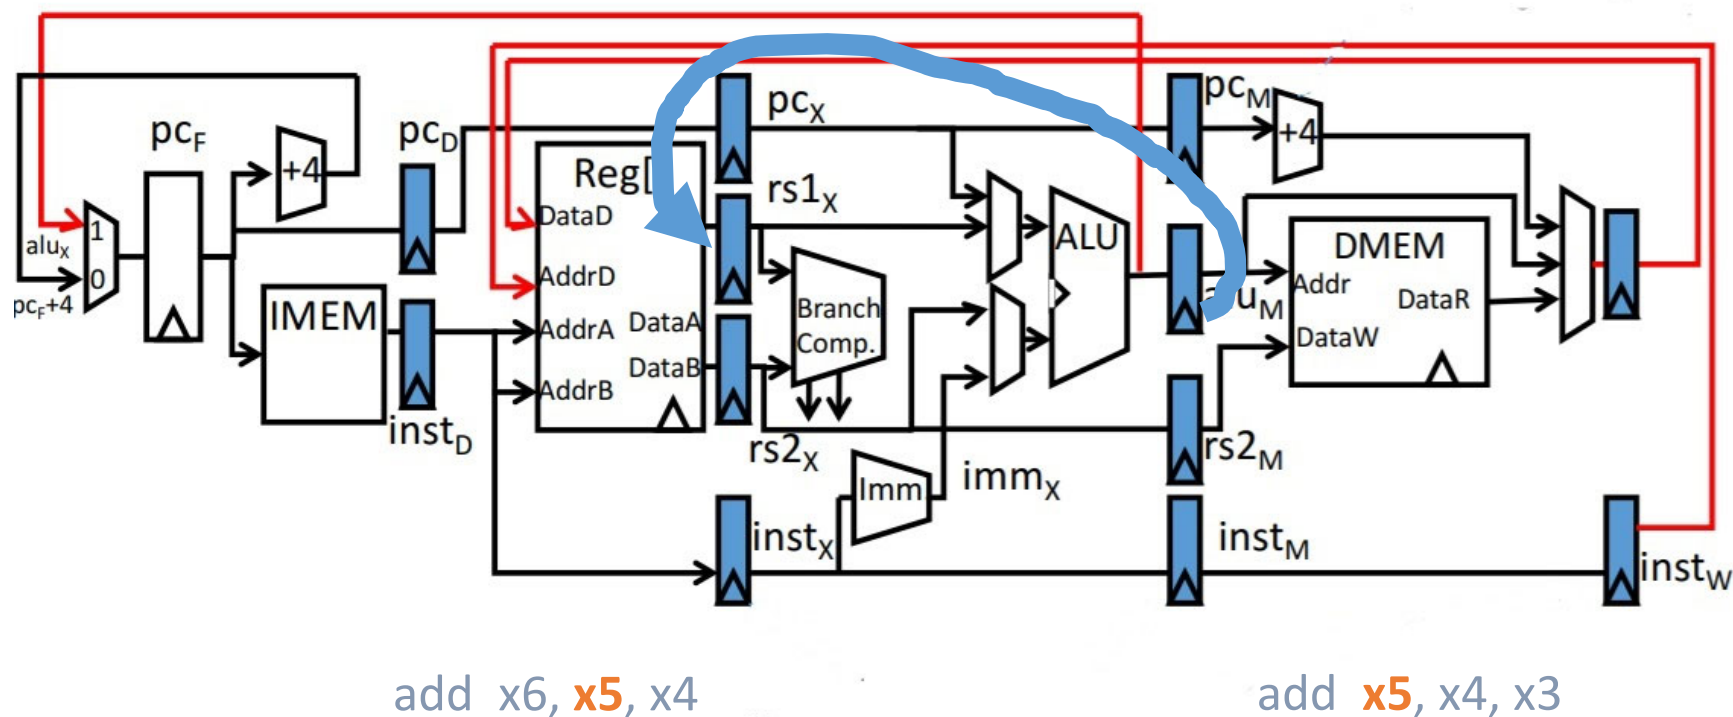 pcF
+4
pcD
pcX
pcM
+4
Reg[
rs1X
DataD
ALU
DMEM
1
aluX
0
pcF+4
AddrD
Addr
DataR
aluM
IMEM
AddrA
DataA
Branch
Comp.
DataW
DataB
AddrB
instD
rs2X
rs2M
Imm
immX
instX
instM
instW
add x6, x5, x4
add x5, x4, x3